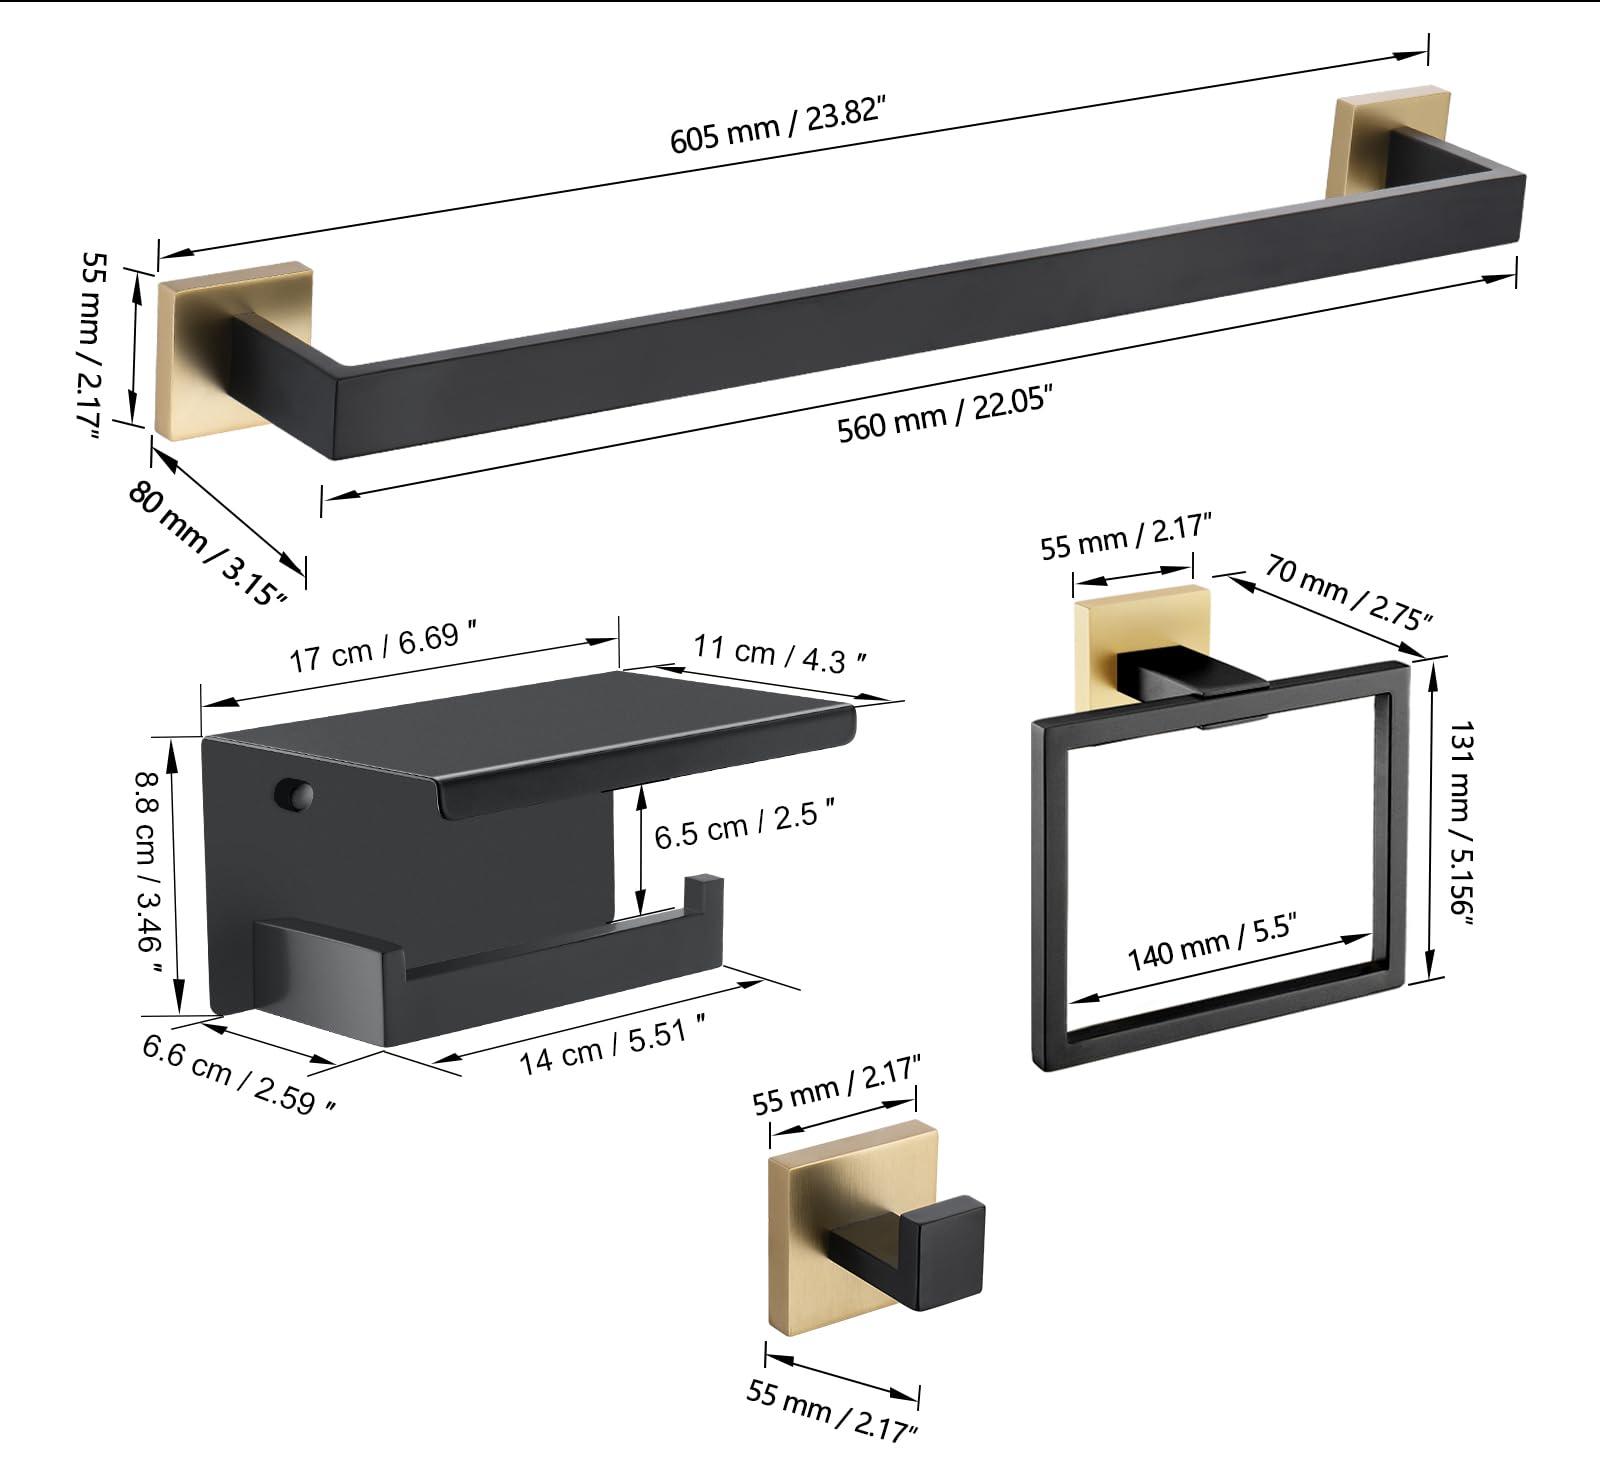 605 mm / 23.82"
55 mm / 2.17"
560 mm / 22.05"
80 mm / 3.15"
55 mm / 2.17"
70 mm / 2.75"
17 cm / 6.69 "
11 cm / 4.3 "
131 mm / 5.156"
8.8 cm / 3.46 "
6.5 cm / 2.5 "
140 mm / 5.5"
6.6 cm / 2.59 "
14 cm / 5.51 "
55 mm / 2.17"
55 mm / 2.17"